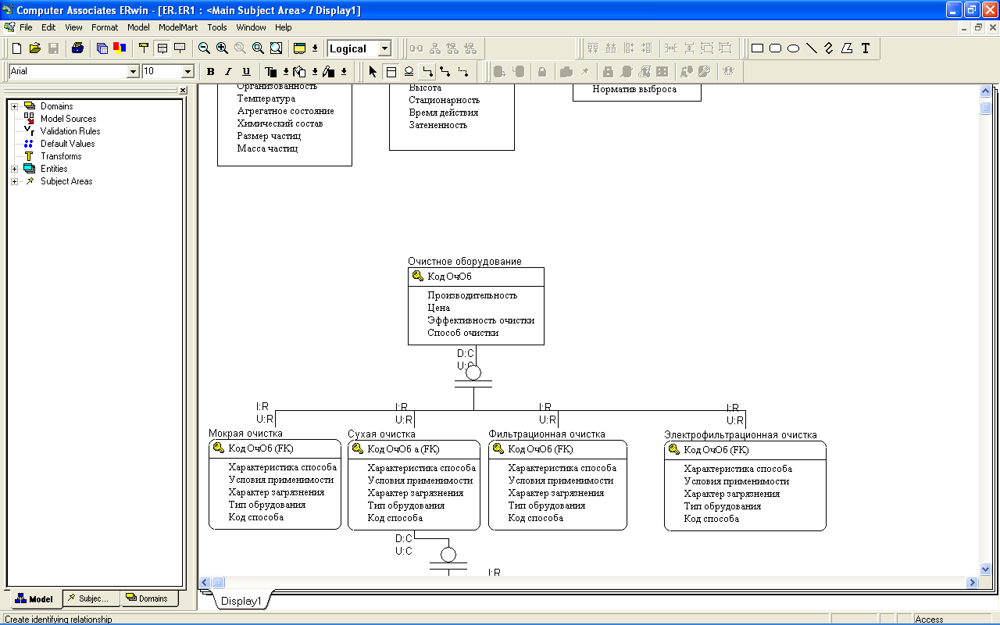 Computer Associates ERwin - [ER.ER1 : <Main Subject Area> / Display1]
File Edit View Format Model ModelMart Tools Window Help
Logical
Arial 10 B I U
Domains
Model Sources
Validation Rules
Default Values
Transforms
Entities
Subject Areas
Организованность
Температура
Агрегатное состояние
Химический состав
Размер частиц
Масса частиц
Высота
Стационарность
Время действия
Затененность
Норматив выброса
Очистное оборудование
Код ОчОб
Производительность
Цена
Эффективность очистки
Способ очистки
D:C
U:C
I:R
U:R
I:R
U:R
I:R
U:R
I:R
U:R
Мокрая очистка
Код ОчОб (FK)
Характеристика способа
Условия применимости
Характер загрязнения
Тип обрудования
Код способа
Сухая очистка
Код ОчОб а (FK)
Характеристика способа
Условия применимости
Характер загрязнения
Тип обрудования
Код способа
Фильтрационная очистка
Код ОчОб (FK)
Характеристика способа
Условия применимости
Характер загрязнения
Тип обрудования
Код способа
Электрофильтрационная очистка
Код ОчОб (FK)
Характеристика способа
Условия применимости
Характер загрязнения
Тип обрудования
Код способа
D:C
U:C
I:R
Model Subjec... Domains
Display1
Create identifying relationship
Access